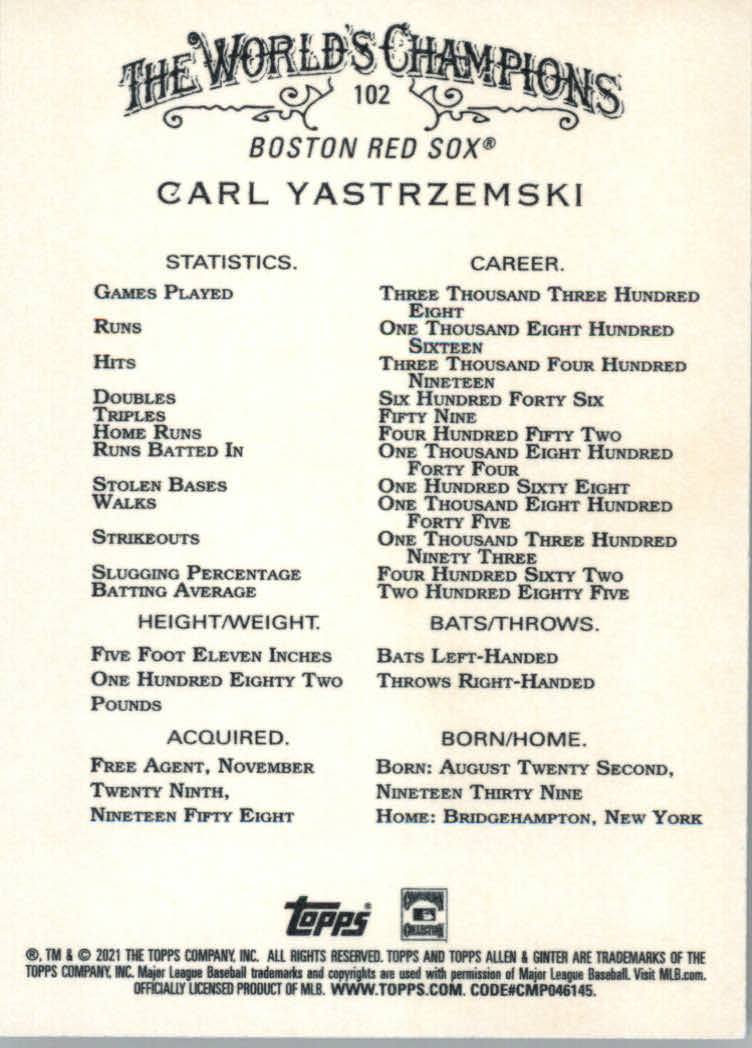 THE WORLD'S CHAMPIONS
102
BOSTON RED SOX®
CARL YASTRZEMSKI
STATISTICS. CAREER.
GAMES PLAYED THREE THOUSAND THREE HUNDRED
EIGHT
RUNS ONE THOUSAND EIGHT HUNDRED
SIXTEEN
HITS THREE THOUSAND FOUR HUNDRED
NINETEEN
DOUBLES SIX HUNDRED FORTY SIX
TRIPLES FIFTY NINE
HOME RUNS FOUR HUNDRED FIFTY TWO
RUNS BATTED IN ONE THOUSAND EIGHT HUNDRED
FORTY FOUR
STOLEN BASES ONE HUNDRED SIXTY EIGHT
WALKS ONE THOUSAND EIGHT HUNDRED
FORTY FIVE
STRIKEOUTS ONE THOUSAND THREE HUNDRED
NINETY THREE
SLUGGING PERCENTAGE FOUR HUNDRED SIXTY TWO
BATTING AVERAGE TWO HUNDRED EIGHTY FIVE
HEIGHT/WEIGHT.
FIVE FOOT ELEVEN INCHES
ONE HUNDRED EIGHTY TWO
POUNDS
BATS/THROWS.
BATS LEFT-HANDED
THROWS RIGHT-HANDED
ACQUIRED.
FREE AGENT, NOVEMBER
TWENTY NINTH,
NINETEEN FIFTY EIGHT
BORN/HOME.
BORN: AUGUST TWENTY SECOND,
NINETEEN THIRTY NINE
HOME: BRIDGEHAMPTON, NEW YORK
topps®
COOPERSTOWN
COLLECTION
®, TM & © 2021 THE TOPPS COMPANY, INC. ALL RIGHTS RESERVED. TOPPS AND TOPPS ALLEN & GINTER ARE TRADEMARKS OF THE
TOPPS COMPANY, INC. Major League Baseball trademarks and copyrights are used with permission of Major League Baseball. Visit MLB.com.
OFFICIALLY LICENSED PRODUCT OF MLB. WWW.TOPPS.COM. CODE#CMP046145.